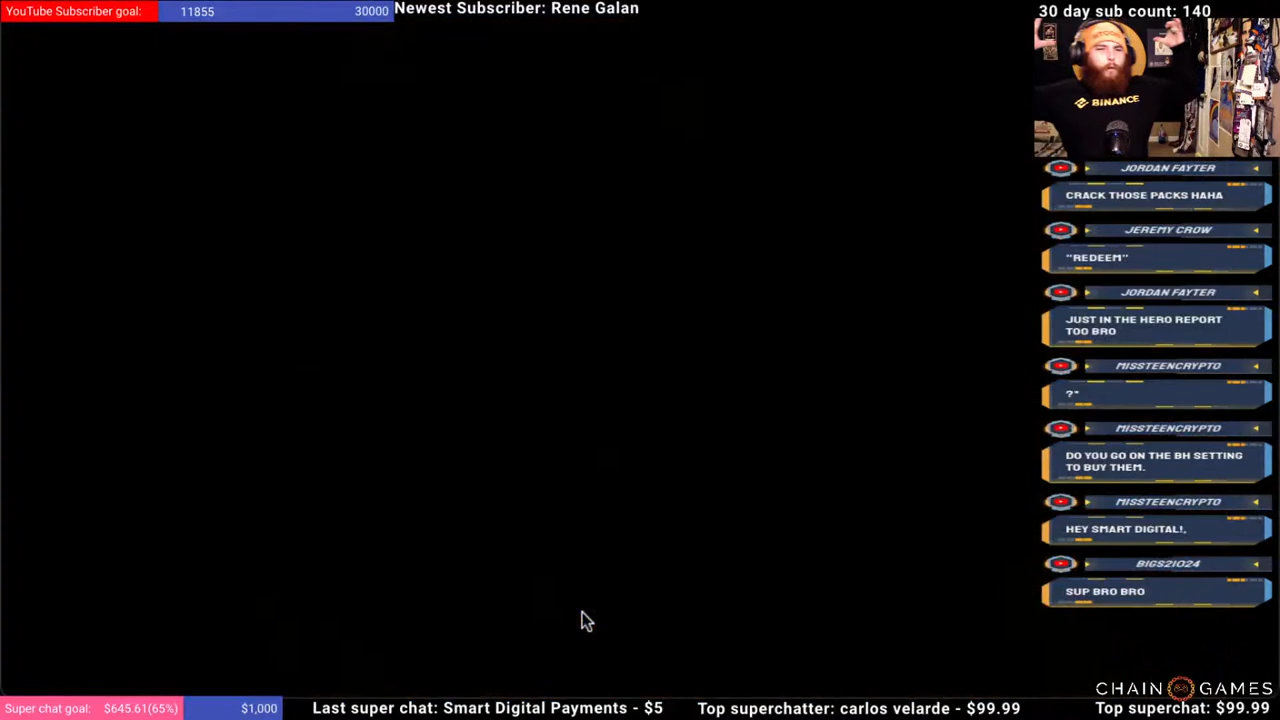 YouTube Subscriber goal: 11855 30000
Newest Subscriber: Rene Galan
30 day sub count: 140
BINANCE
JORDAN FAYTER
CRACK THOSE PACKS HAHA
JEREMY CROW
"REDEEM"
JORDAN FAYTER
JUST IN THE HERO REPORT
TOO BRO
MISSTEENCRYPTO
?*
MISSTEENCRYPTO
DO YOU GO ON THE BH SETTING
TO BUY THEM.
MISSTEENCRYPTO
HEY SMART DIGITAL!,
BIGS21024
SUP BRO BRO
CHAIN GAMES
Super chat goal: $645.61(65%) $1,000
Last super chat: Smart Digital Payments - $5
Top superchatter: carlos velarde - $99.99
Top superchat: $99.99